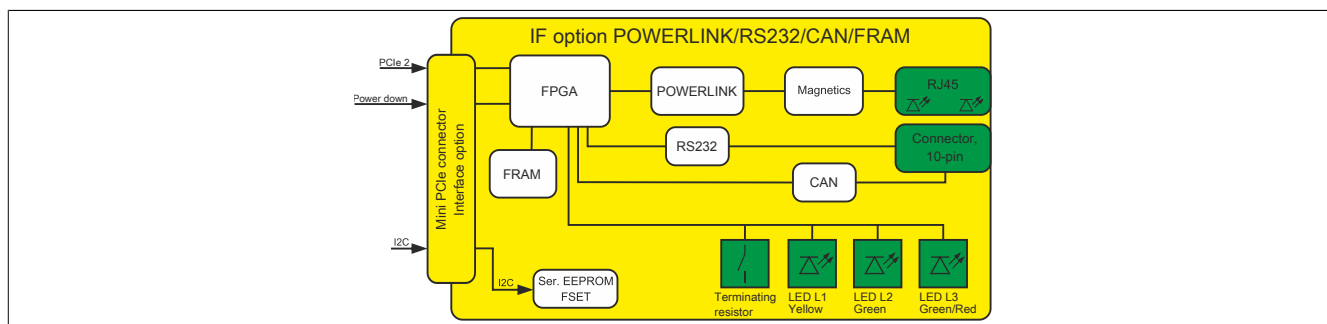 IF option POWERLINK/RS232/CAN/FRAM
PCIe 2
Power down
I2C
Mini PCIe connector
Interface option
FPGA
POWERLINK
Magnetics
RJ45
RS232
Connector,
10-pin
FRAM
CAN
I2C
Ser. EEPROM
FSET
Terminating
resistor
LED L1
Yellow
LED L2
Green
LED L3
Green/Red